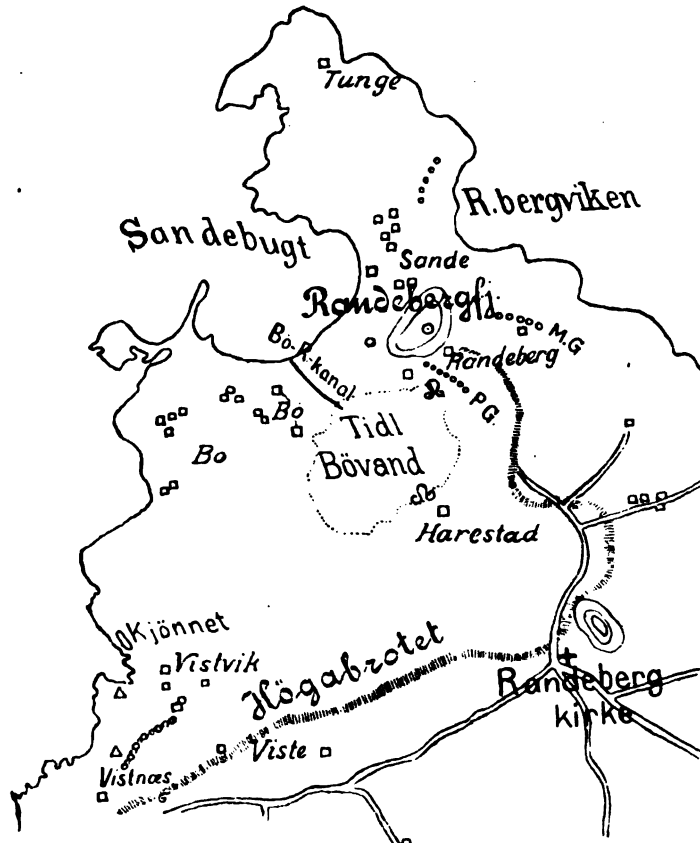 Tunge
R.bergviken
Sandebugt
Sande
Randebergfj.
M.G
Bö-R-kanal
Randeberg
P.G.
Bo
Tidl
Bövand
Bo
Harestad
Kjönnet
Vistvik
Högabrotet
Randeberg
kirke
Viste
Vistnæs